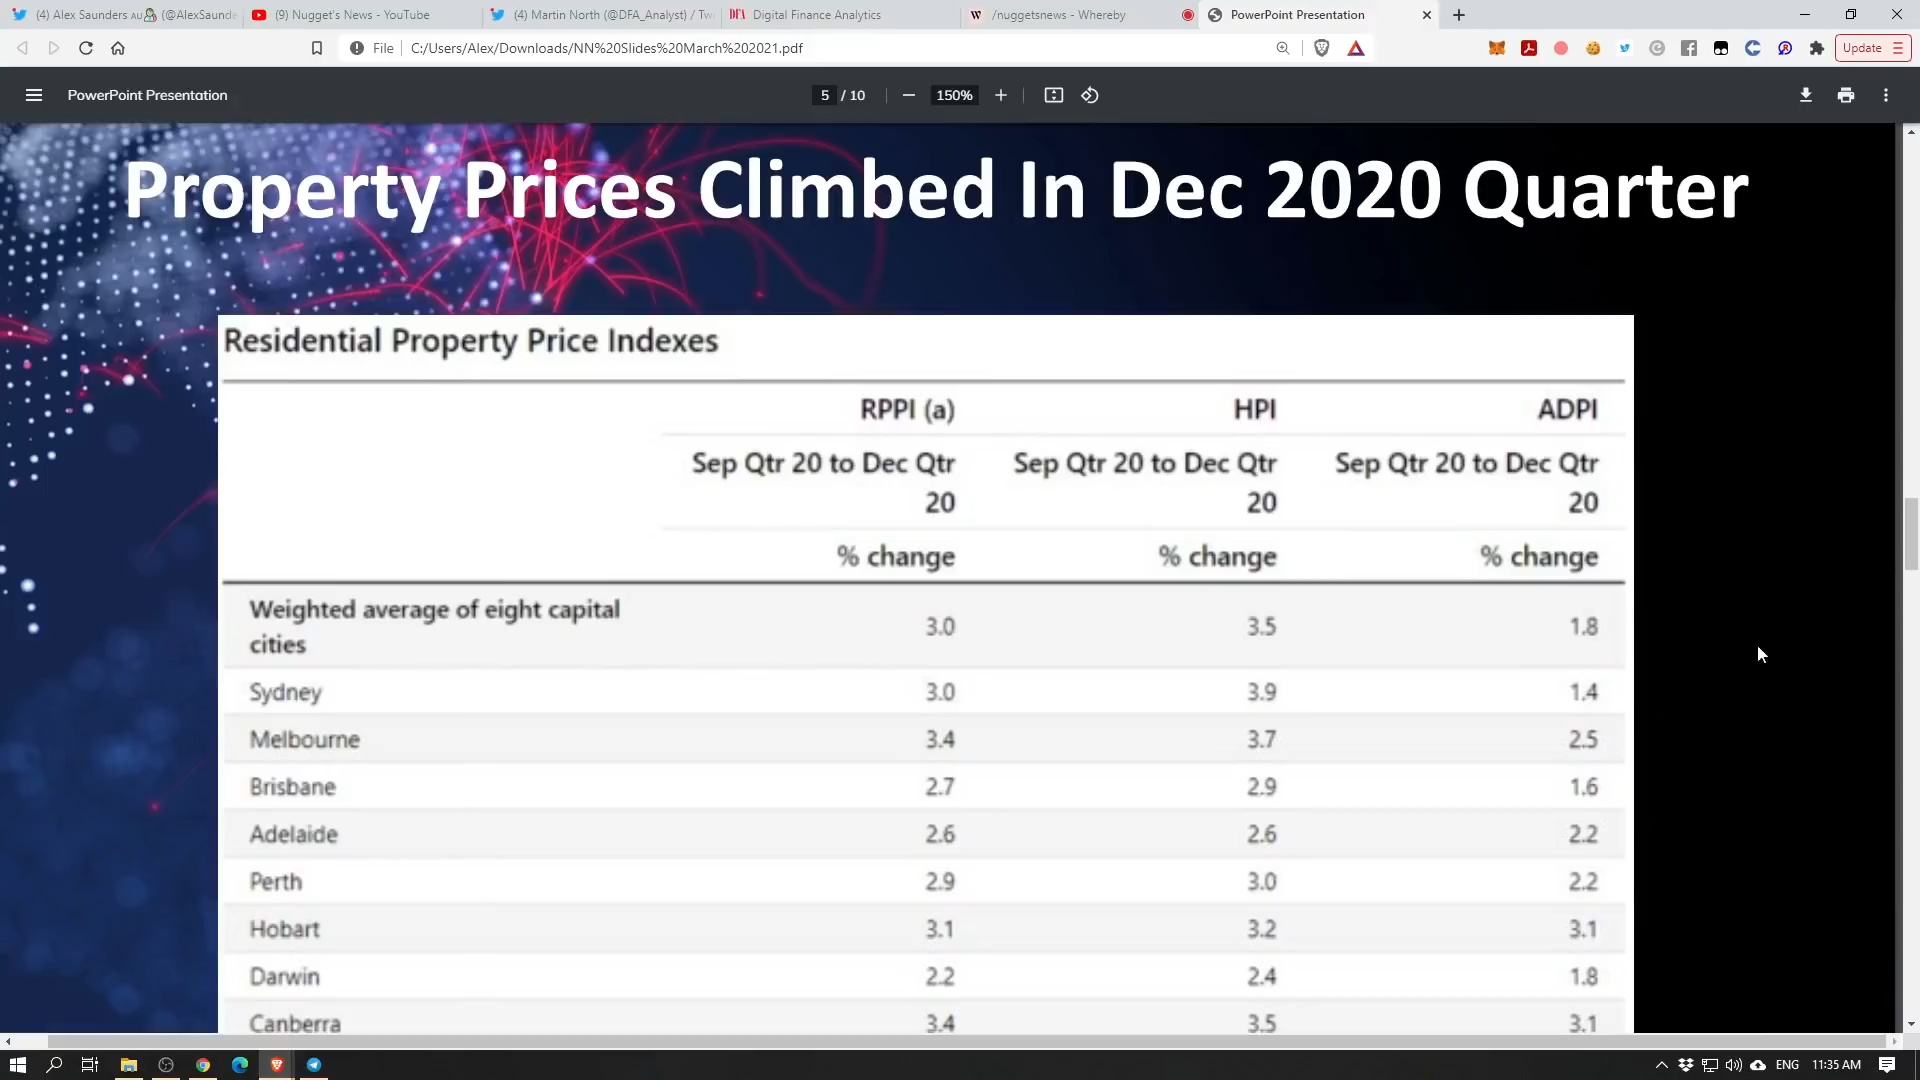 (4) Alex Saunders AU (@AlexSaunde
(9) Nugget's News - YouTube
(4) Martin North (@DFA_Analyst) / Tw
DFA Digital Finance Analytics
/nuggetsnews - Whereby
PowerPoint Presentation
File C:/Users/Alex/Downloads/NN%20Slides%20March%202021.pdf
Update
PowerPoint Presentation
5 / 10
150%
Property Prices Climbed In Dec 2020 Quarter
Residential Property Price Indexes
RPPI (a) HPI ADPI
Sep Qtr 20 to Dec Qtr Sep Qtr 20 to Dec Qtr Sep Qtr 20 to Dec Qtr
20 20 20
% change % change % change
Weighted average of eight capital
cities 3.0 3.5 1.8
Sydney 3.0 3.9 1.4
Melbourne 3.4 3.7 2.5
Brisbane 2.7 2.9 1.6
Adelaide 2.6 2.6 2.2
Perth 2.9 3.0 2.2
Hobart 3.1 3.2 3.1
Darwin 2.2 2.4 1.8
Canberra 3.4 3.5 3.1
ENG 11:35 AM